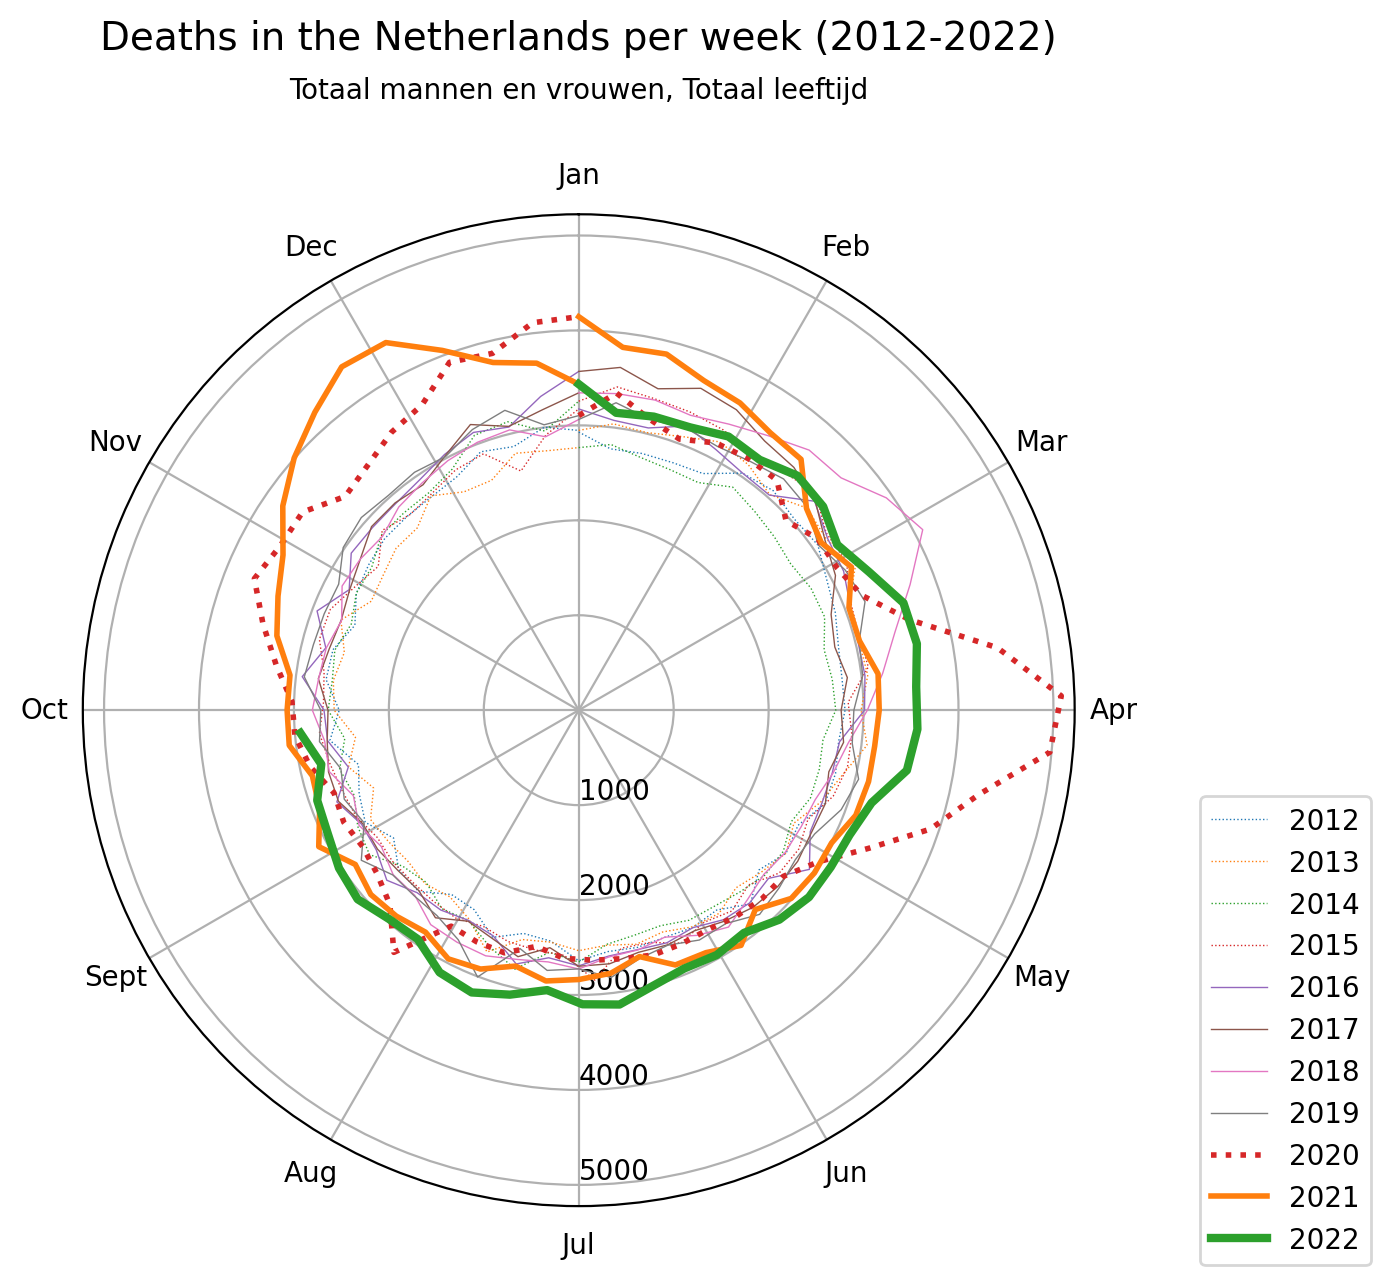 Deaths in the Netherlands per week (2012-2022)
Totaal mannen en vrouwen, Totaal leeftijd
Jan
Feb
Mar
Apr
May
Jun
Jul
Aug
Sept
Oct
Nov
Dec
1000
2000
3000
4000
5000
2012
2013
2014
2015
2016
2017
2018
2019
2020
2021
2022